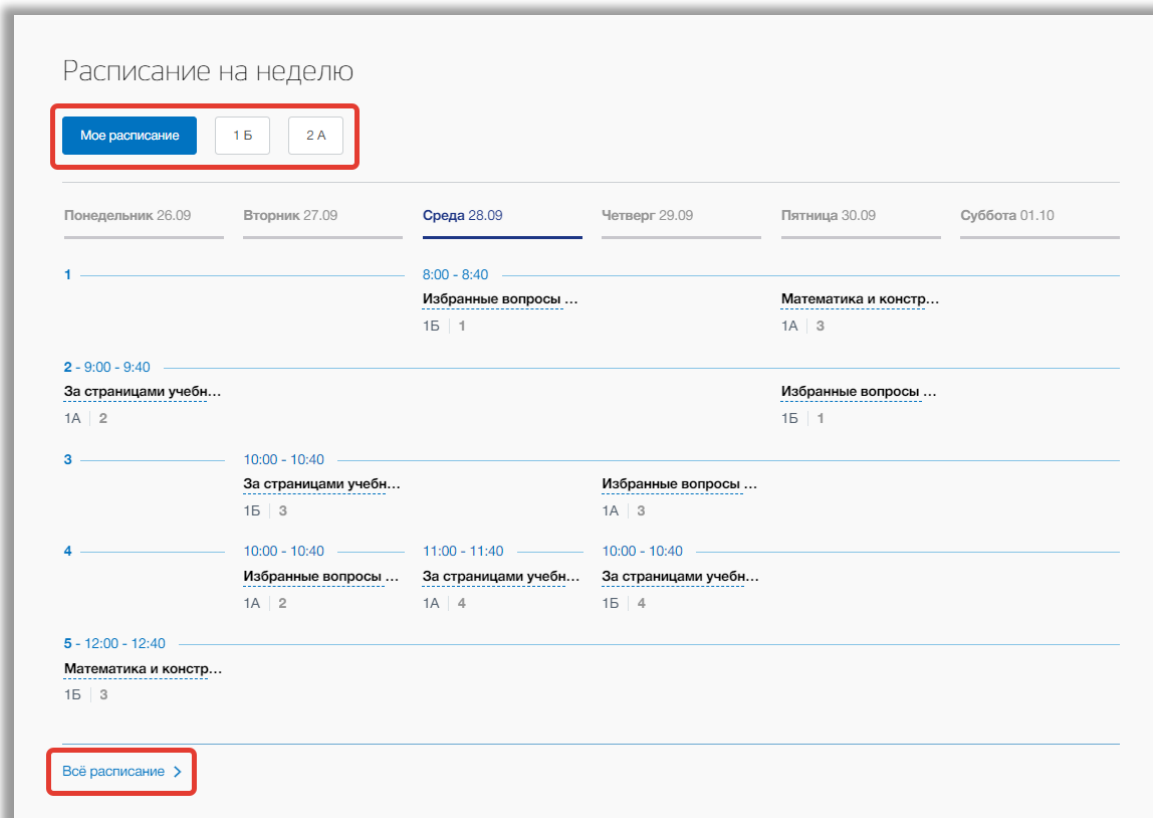 Расписание на неделю
Мое расписание 1 Б 2 А
Понедельник 26.09 Вторник 27.09 Среда 28.09 Четверг 29.09 Пятница 30.09 Суббота 01.10
1 8:00 - 8:40
Избранные вопросы ... Математика и констр...
1Б 1 1А 3
2 - 9:00 - 9:40
За страницами учебн... Избранные вопросы ...
1А 2 1Б 1
3 10:00 - 10:40
За страницами учебн... Избранные вопросы ...
1Б 3 1А 3
4 10:00 - 10:40 11:00 - 11:40 10:00 - 10:40
Избранные вопросы ... За страницами учебн... За страницами учебн...
1А 2 1А 4 1Б 4
5 - 12:00 - 12:40
Математика и констр...
1Б 3
Всё расписание >